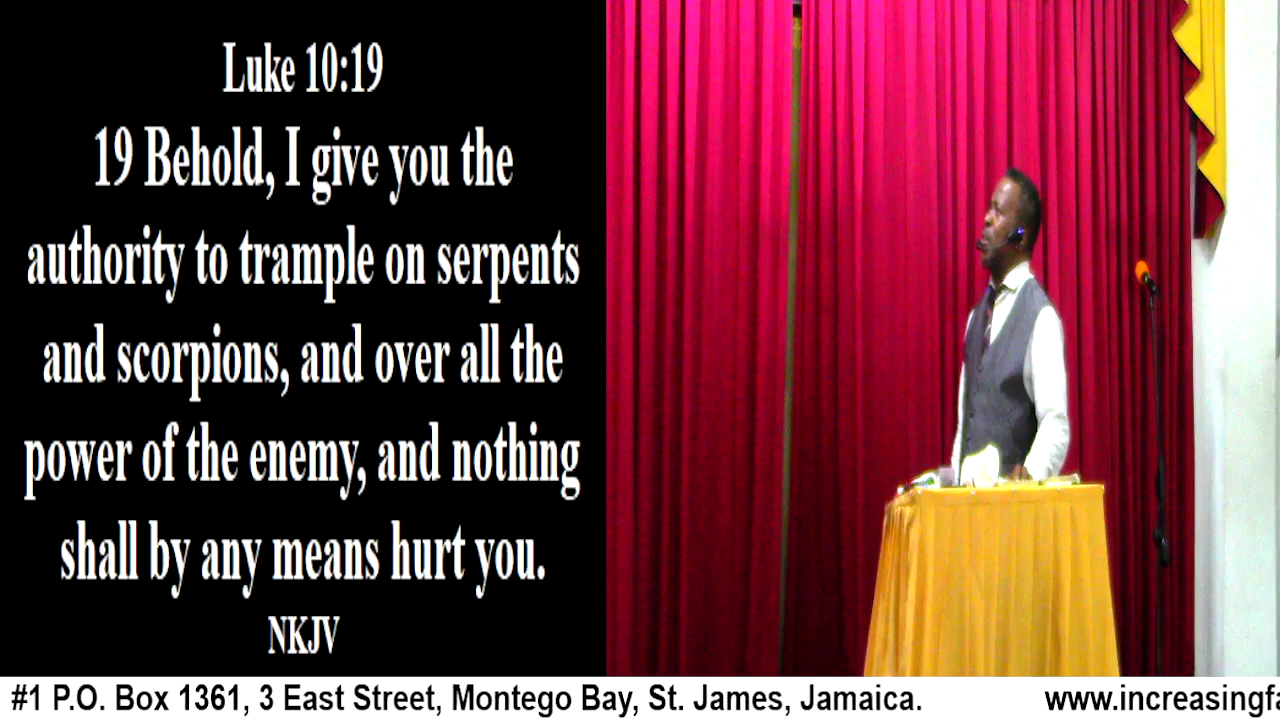 Luke 10:19
19 Behold, I give you the
authority to trample on serpents
and scorpions, and over all the
power of the enemy, and nothing
shall by any means hurt you.
NKJV
#1 P.O. Box 1361, 3 East Street, Montego Bay, St. James, Jamaica. www.increasingfa